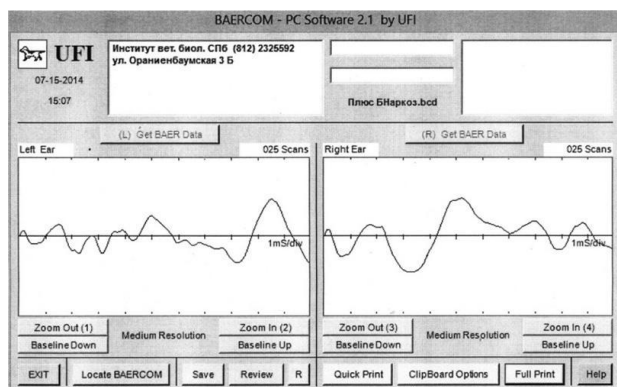 BAERCOM - PC Software 2.1 by UFI
UFI
07-15-2014
15:07
Институт вет. биол. СПб (812) 2325592
ул. Ораниенбаумская 3 Б
Плюс БНаркоз.bcd
(L) Get BAER Data
(R) Get BAER Data
Left Ear
025 Scans
Right Ear
025 Scans
1mS/div
1mS/div
Zoom Out (1)
Medium Resolution
Zoom In (2)
Baseline Down
Baseline Up
Zoom Out (3)
Medium Resolution
Zoom In (4)
Baseline Down
Baseline Up
EXIT
Locate BAERCOM
Save
Review
R
Quick Print
ClipBoard Options
Full Print
Help